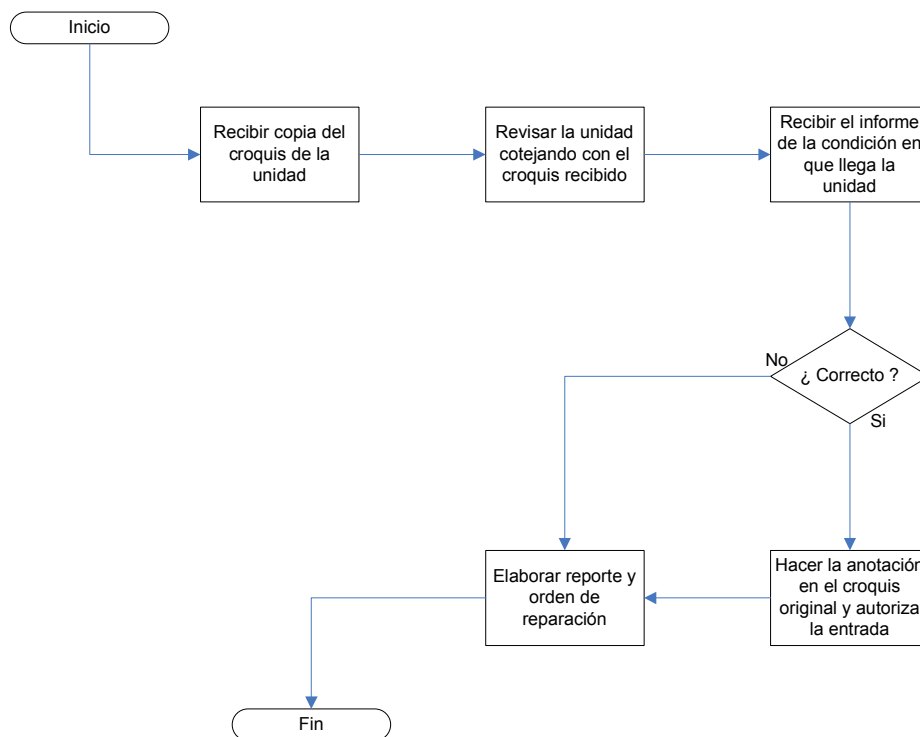 Inicio
Recibir copia del
croquis de la
unidad
Revisar la unidad
cotejando con el
croquis recibido
Recibir el informe
de la condición en
que llega la
unidad
No
¿ Correcto ?
Si
Elaborar reporte y
orden de
reparación
Hacer la anotación
en el croquis
original y autoriza
la entrada
Fin